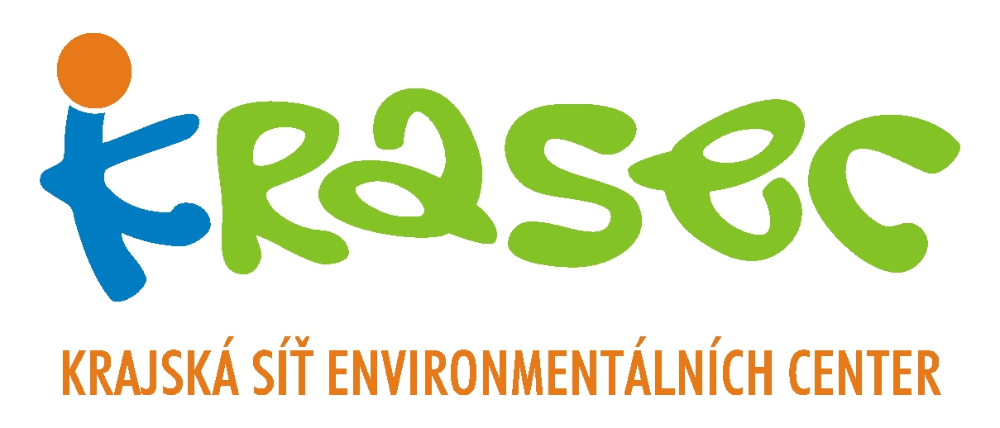 Krasec
KRAJSKÁ SÍŤ ENVIRONMENTÁLNÍCH CENTER